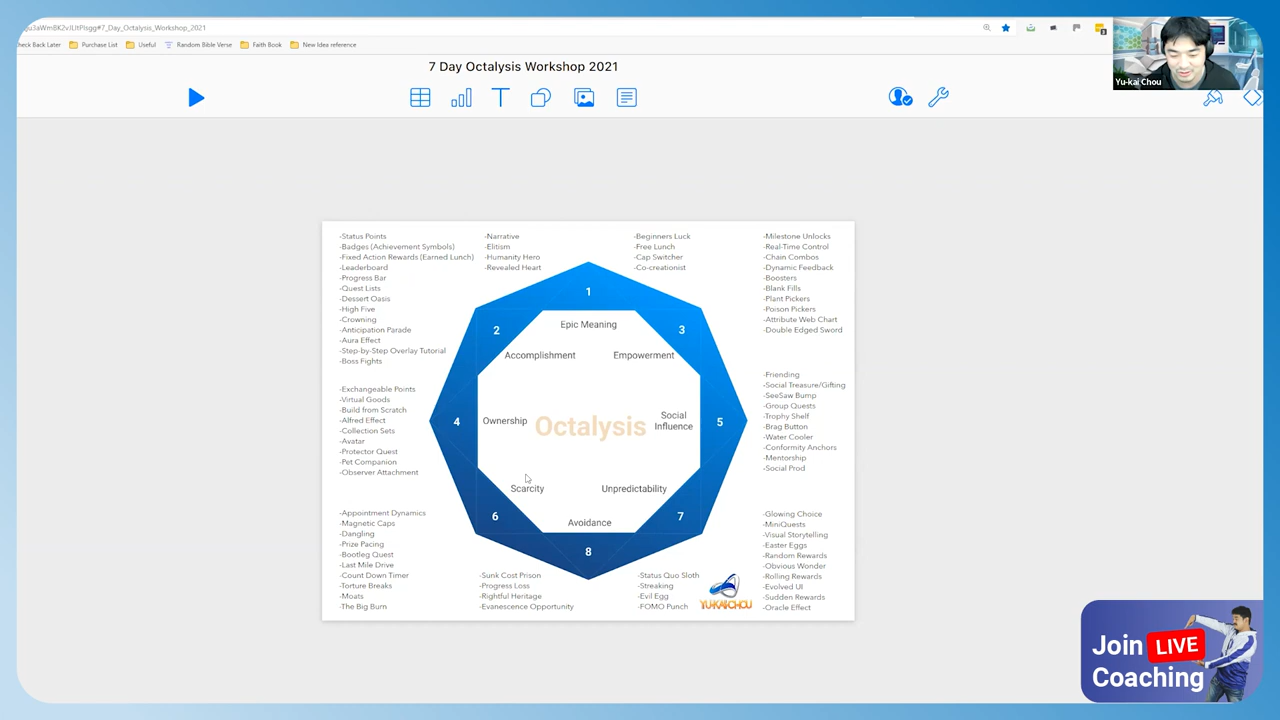 Ju3aWmBK2vJUtPIsgg#7_Day_Octalysis_Workshop_2021
heck Back Later
Purchase List
Useful
Random Bible Verse
Faith Book
New Idea reference
Yu-kai Chou
7 Day Octalysis Workshop 2021
-Status Points
-Badges (Achievement Symbols)
-Fixed Action Rewards (Earned Lunch)
-Leaderboard
-Progress Bar
-Quest Lists
-Dessert Oasis
-High Five
-Crowning
-Anticipation Parade
-Aura Effect
-Step-by-Step Overlay Tutorial
-Boss Fights
-Narrative
-Elitism
-Humanity Hero
-Revealed Heart
-Beginners Luck
-Free Lunch
-Cap Switcher
-Co-creationist
-Milestone Unlocks
-Real-Time Control
-Chain Combos
-Dynamic Feedback
-Boosters
-Blank Fills
-Plant Pickers
-Poison Pickers
-Attribute Web Chart
-Double Edged Sword
1
Epic Meaning
2
Accomplishment
3
Empowerment
4
Ownership
Octalysis
Social
Influence
5
6
Scarcity
Unpredictability
7
Avoidance
8
-Exchangeable Points
-Virtual Goods
-Build from Scratch
-Alfred Effect
-Collection Sets
-Avatar
-Protector Quest
-Pet Companion
-Observer Attachment
-Friending
-Social Treasure/Gifting
-SeeSaw Bump
-Group Quests
-Trophy Shelf
-Brag Button
-Water Cooler
-Conformity Anchors
-Mentorship
-Social Prod
-Appointment Dynamics
-Magnetic Caps
-Dangling
-Prize Pacing
-Bootleg Quest
-Last Mile Drive
-Count Down Timer
-Torture Breaks
-Moats
-The Big Burn
-Sunk Cost Prison
-Progress Loss
-Rightful Heritage
-Evanescence Opportunity
-Status Quo Sloth
-Streaking
-Evil Egg
-FOMO Punch
YU-KAI CHOU
-Glowing Choice
-MiniQuests
-Visual Storytelling
-Easter Eggs
-Random Rewards
-Obvious Wonder
-Rolling Rewards
-Evolved UI
-Sudden Rewards
-Oracle Effect
Join LIVE
Coaching